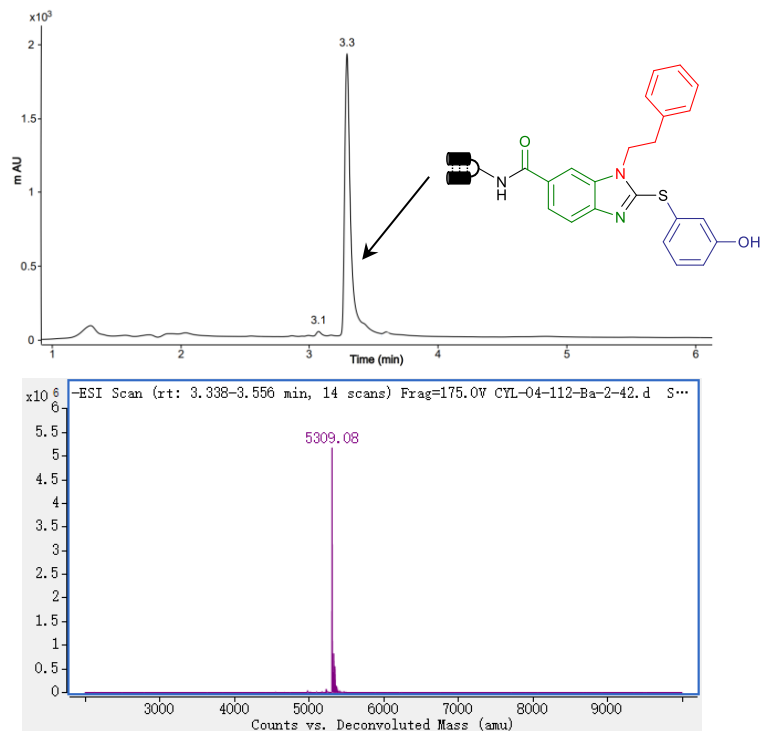 x10³
2
1.5
1
0.5
0
m AU
3.3
3.1
1 2 3 4 5 6
Time (min)
O
N
H
N
N
S
OH
x10 6
-ESI Scan (rt: 3.338-3.556 min, 14 scans) Frag=175.0V CYL-04-112-Ba-2-42.d S…
6
5.5
5
4.5
4
3.5
3
2.5
2
1.5
1
0.5
0
5309.08
3000 4000 5000 6000 7000 8000 9000
Counts vs. Deconvoluted Mass (amu)